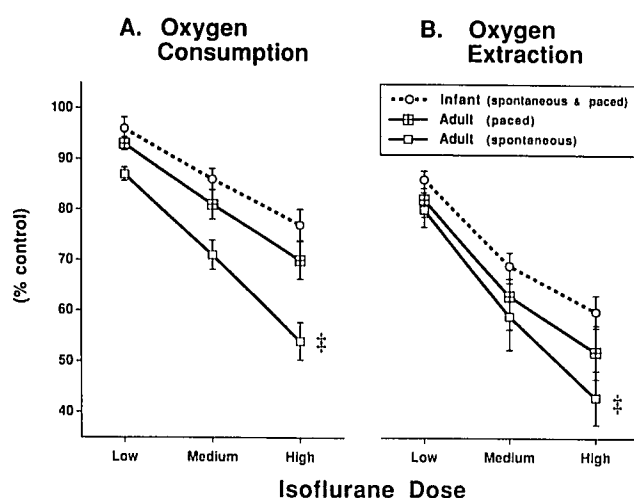 A. Oxygen
Consumption
B. Oxygen
Extraction
Infant (spontaneous & paced)
Adult (paced)
Adult (spontaneous)
(% control)
100
90
80
70
60
50
40
‡
‡
Low Medium High
Low Medium High
Isoflurane Dose